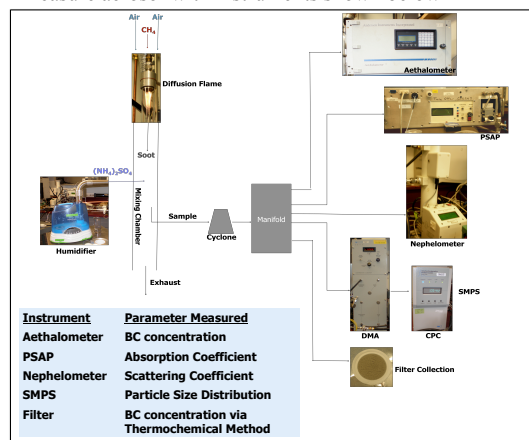 Air
Air
CH4
Diffusion Flame
Aethalometer
PSAP
Soot
(NH4)2SO4
Mixing Chamber
Sample
Cyclone
Manifold
Humidifier
Nephelometer
Exhaust
SMPS
DMA
CPC
Filter Collection
Instrument Parameter Measured
Aethalometer BC concentration
PSAP Absorption Coefficient
Nephelometer Scattering Coefficient
SMPS Particle Size Distribution
Filter BC concentration via
Thermochemical Method